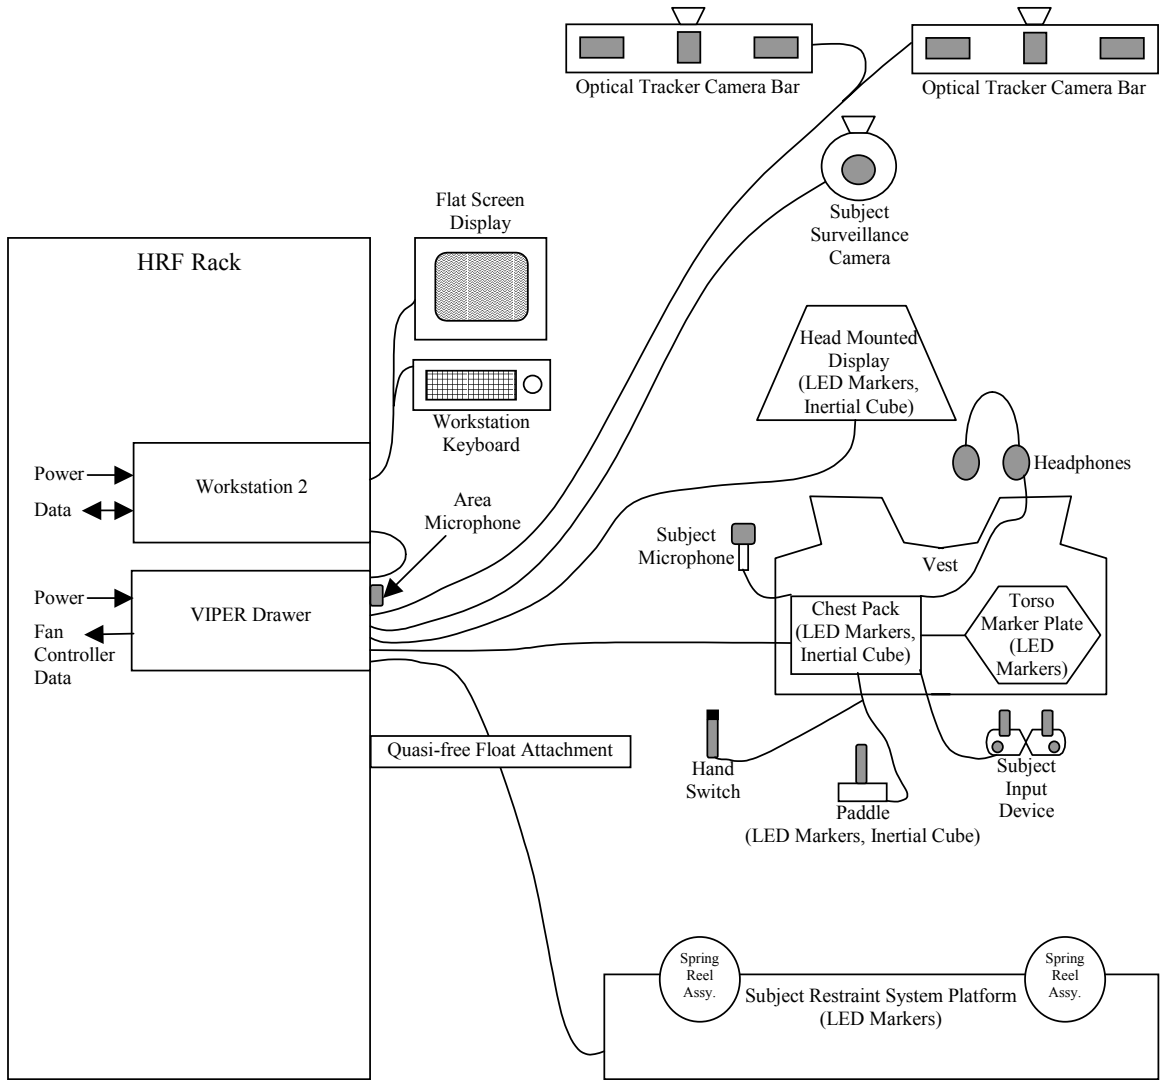 Optical Tracker Camera Bar
Optical Tracker Camera Bar
Subject
Surveillance
Camera
Flat Screen
Display
HRF Rack
Workstation
Keyboard
Head Mounted
Display
(LED Markers,
Inertial Cube)
Headphones
Power
Data
Workstation 2
Area
Microphone
Subject
Microphone
Vest
Power
Fan
Controller
Data
VIPER Drawer
Chest Pack
(LED Markers,
Inertial Cube)
Torso
Marker Plate
(LED
Markers)
Quasi-free Float Attachment
Hand
Switch
Paddle
(LED Markers, Inertial Cube)
Subject
Input
Device
Spring
Reel
Assy.
Spring
Reel
Assy.
Subject Restraint System Platform
(LED Markers)